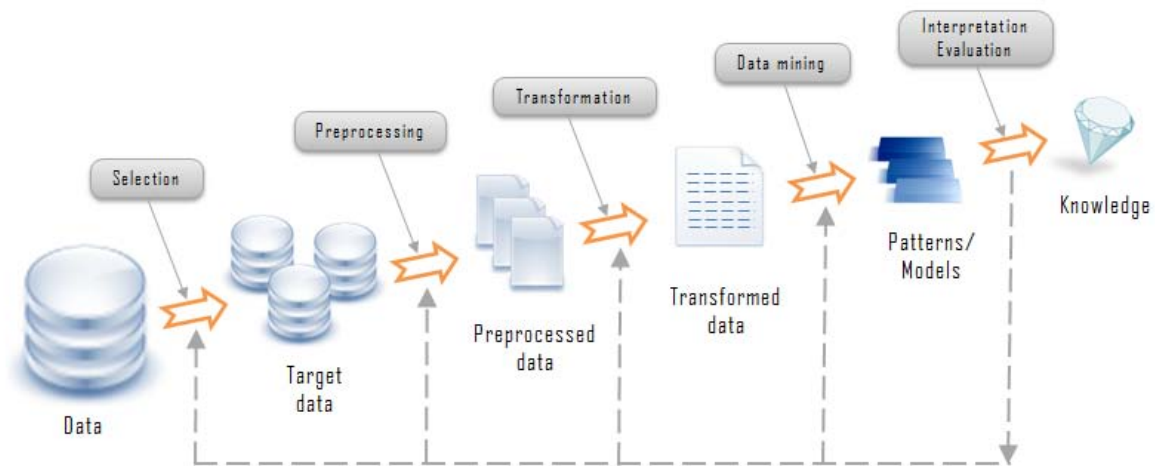 Interpretation
Evaluation
Data mining
Transformation
Preprocessing
Selection
Knowledge
Patterns/
Models
Transformed
data
Preprocessed
data
Target
data
Data